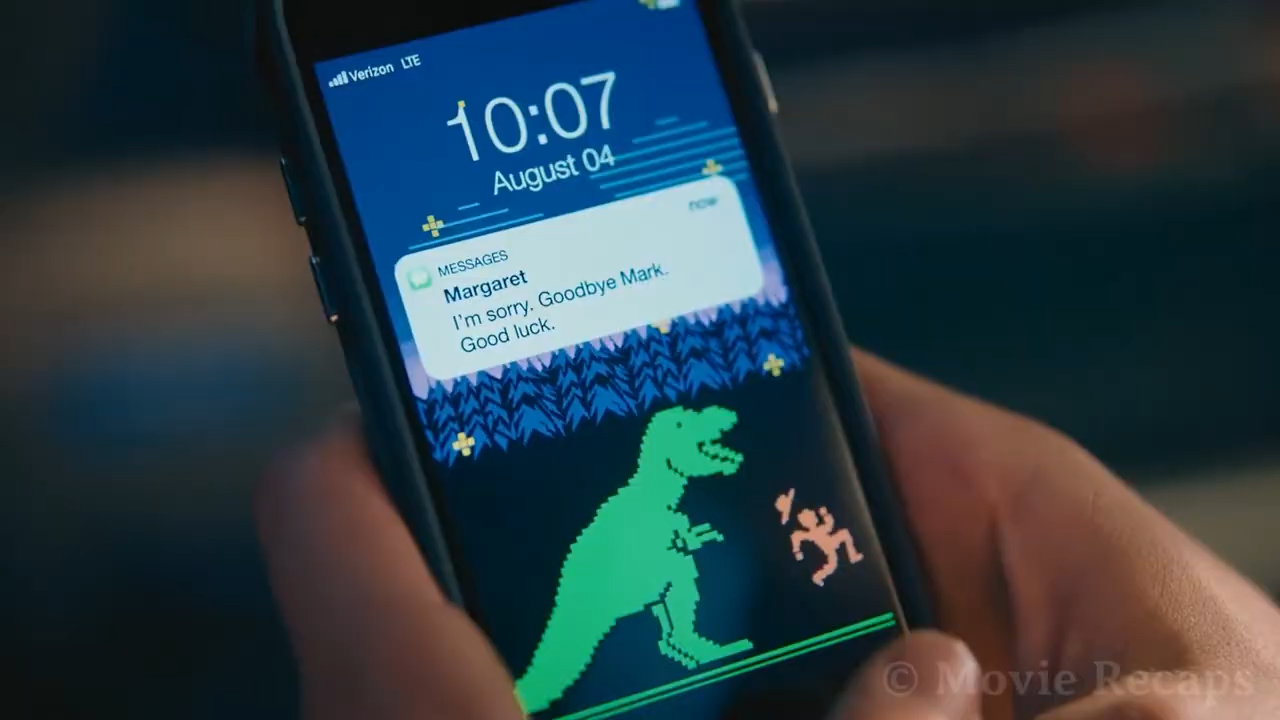 Verizon LTE
10:07
August 04
now
MESSAGES
Margaret
I'm sorry. Goodbye Mark.
Good luck.
© Movie Recaps